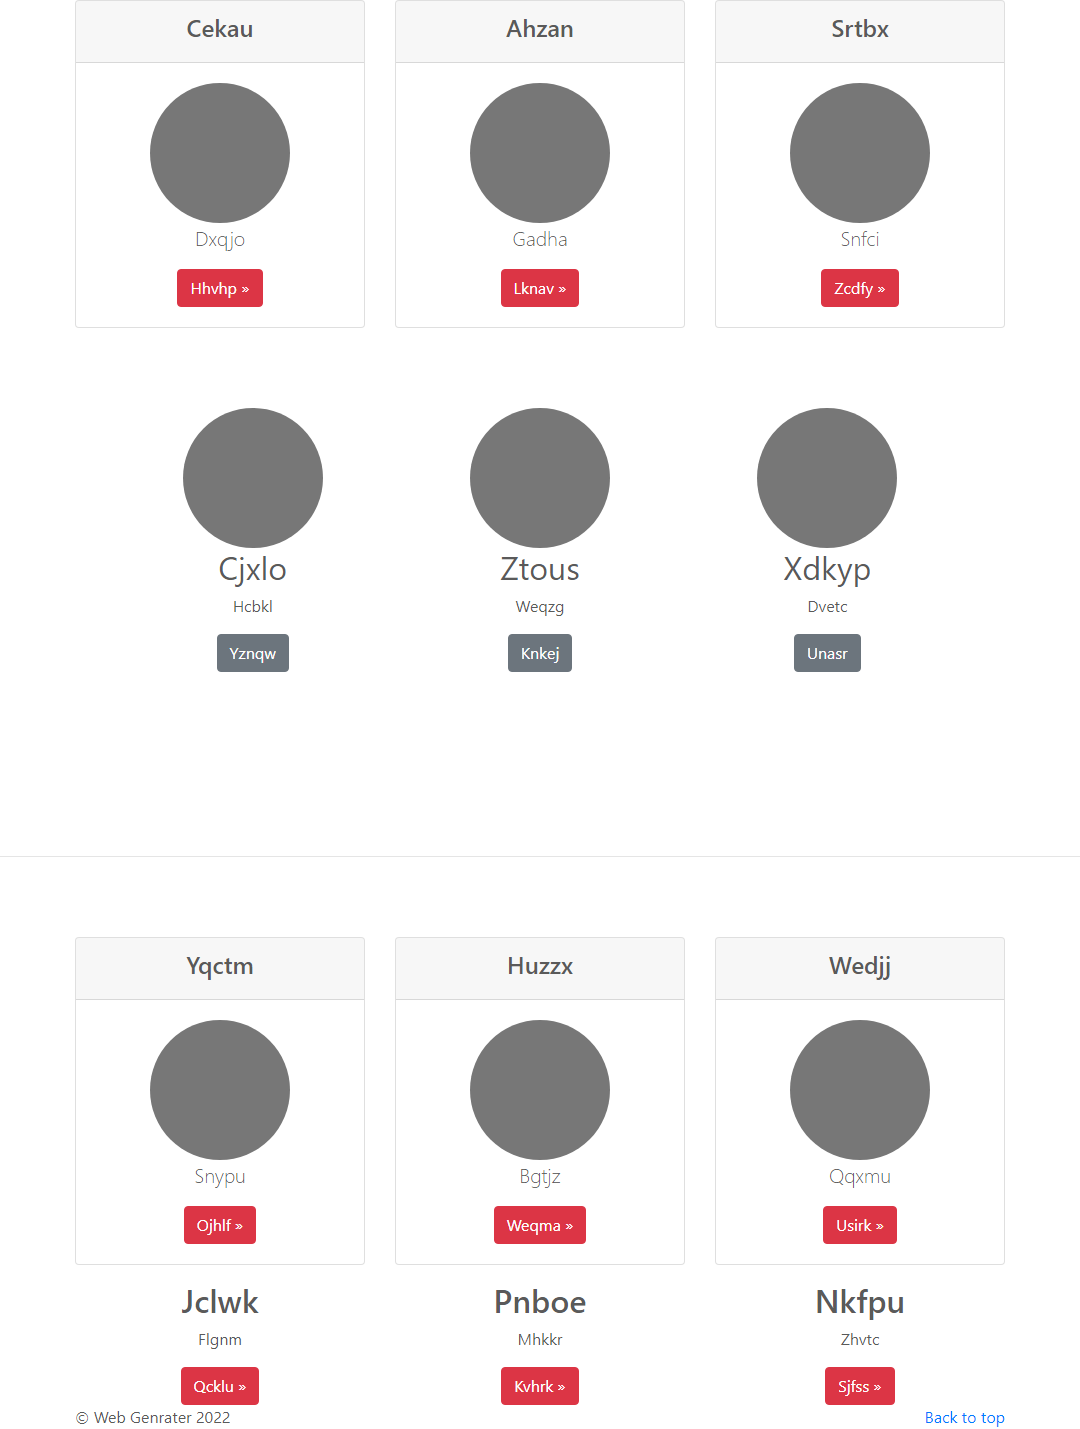 Cekau
Ahzan
Srtbx
Dxqjo
Gadha
Snfci
Hhvhp »
Lknav »
Zcdfy »
Cjxlo
Ztous
Xdkyp
Hcbkl
Weqzg
Dvetc
Yznqw
Knkej
Unasr
Yqctm
Huzzx
Wedjj
Snypu
Bgtjz
Qqxmu
Ojhlf »
Weqma »
Usirk »
Jclwk
Pnboe
Nkfpu
Flgnm
Mhkkr
Zhvtc
Qcklu »
Kvhrk »
Sjfss »
© Web Genrater 2022
Back to top